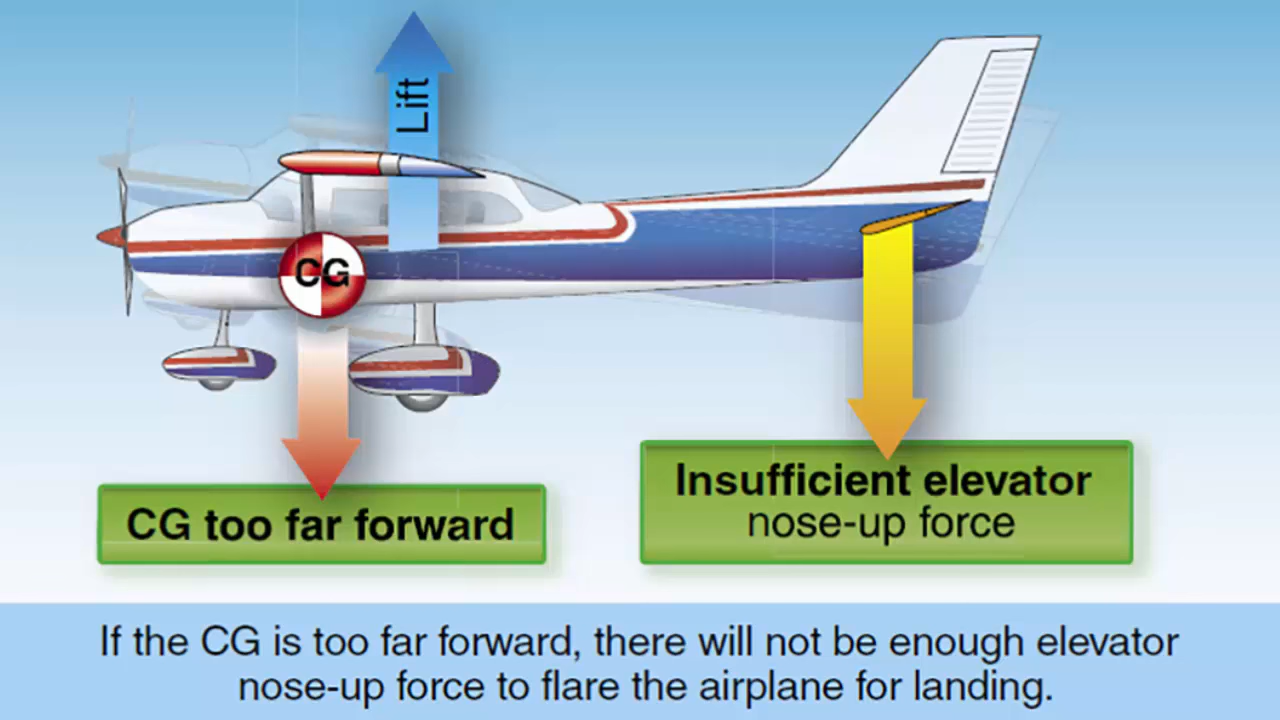 Lift
CG
CG too far forward
Insufficient elevator
nose-up force
If the CG is too far forward, there will not be enough elevator
nose-up force to flare the airplane for landing.